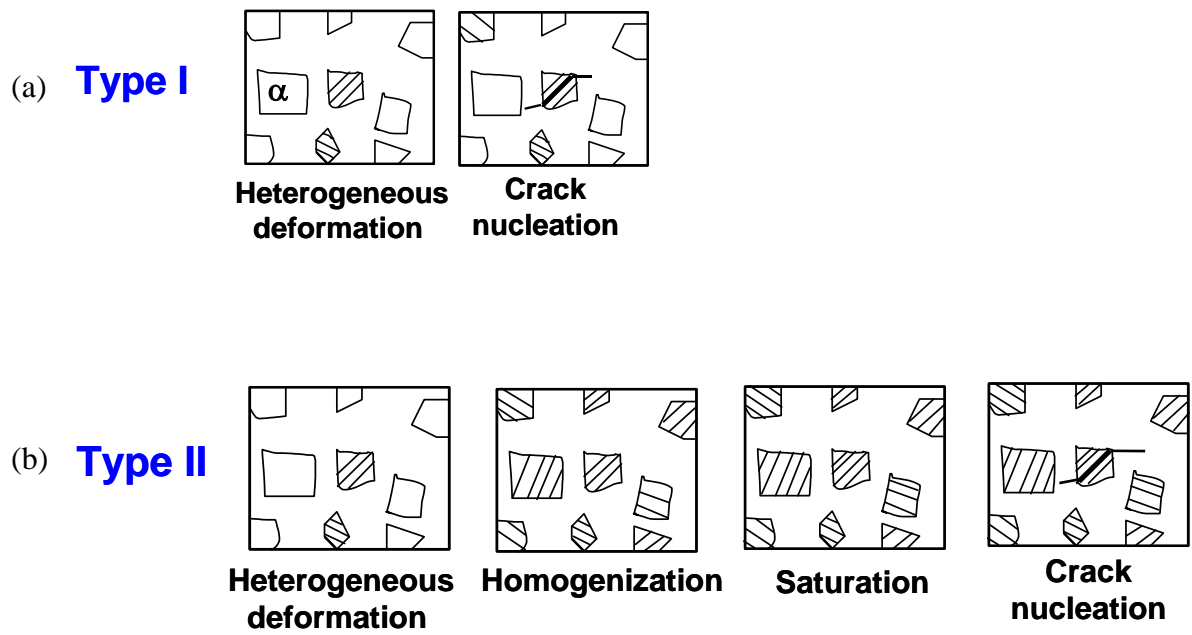 (a) Type I
α
Heterogeneous
deformation
Crack
nucleation
(b) Type II
Heterogeneous
deformation
Homogenization
Saturation
Crack
nucleation